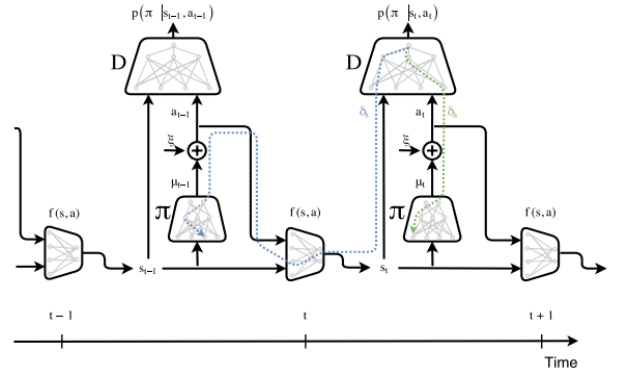 p(π |s_{t−1}, a_{t−1})
p(π |s_t, a_t)
D
D
a_{t−1}
δ_s
a_t
δ_a
μ_{t−1}
μ_t
π
π
f(s,a)
f(s,a)
f(s,a)
s_{t−1}
s_t
t−1
t
t+1
Time